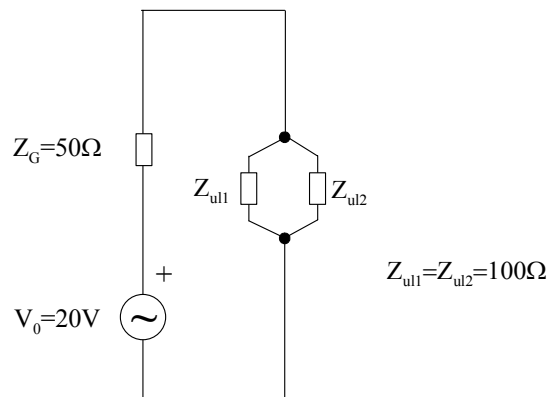 Z_G=50Ω
Z_ul1
Z_ul2
+
Z_ul1=Z_ul2=100Ω
V_0=20V
~